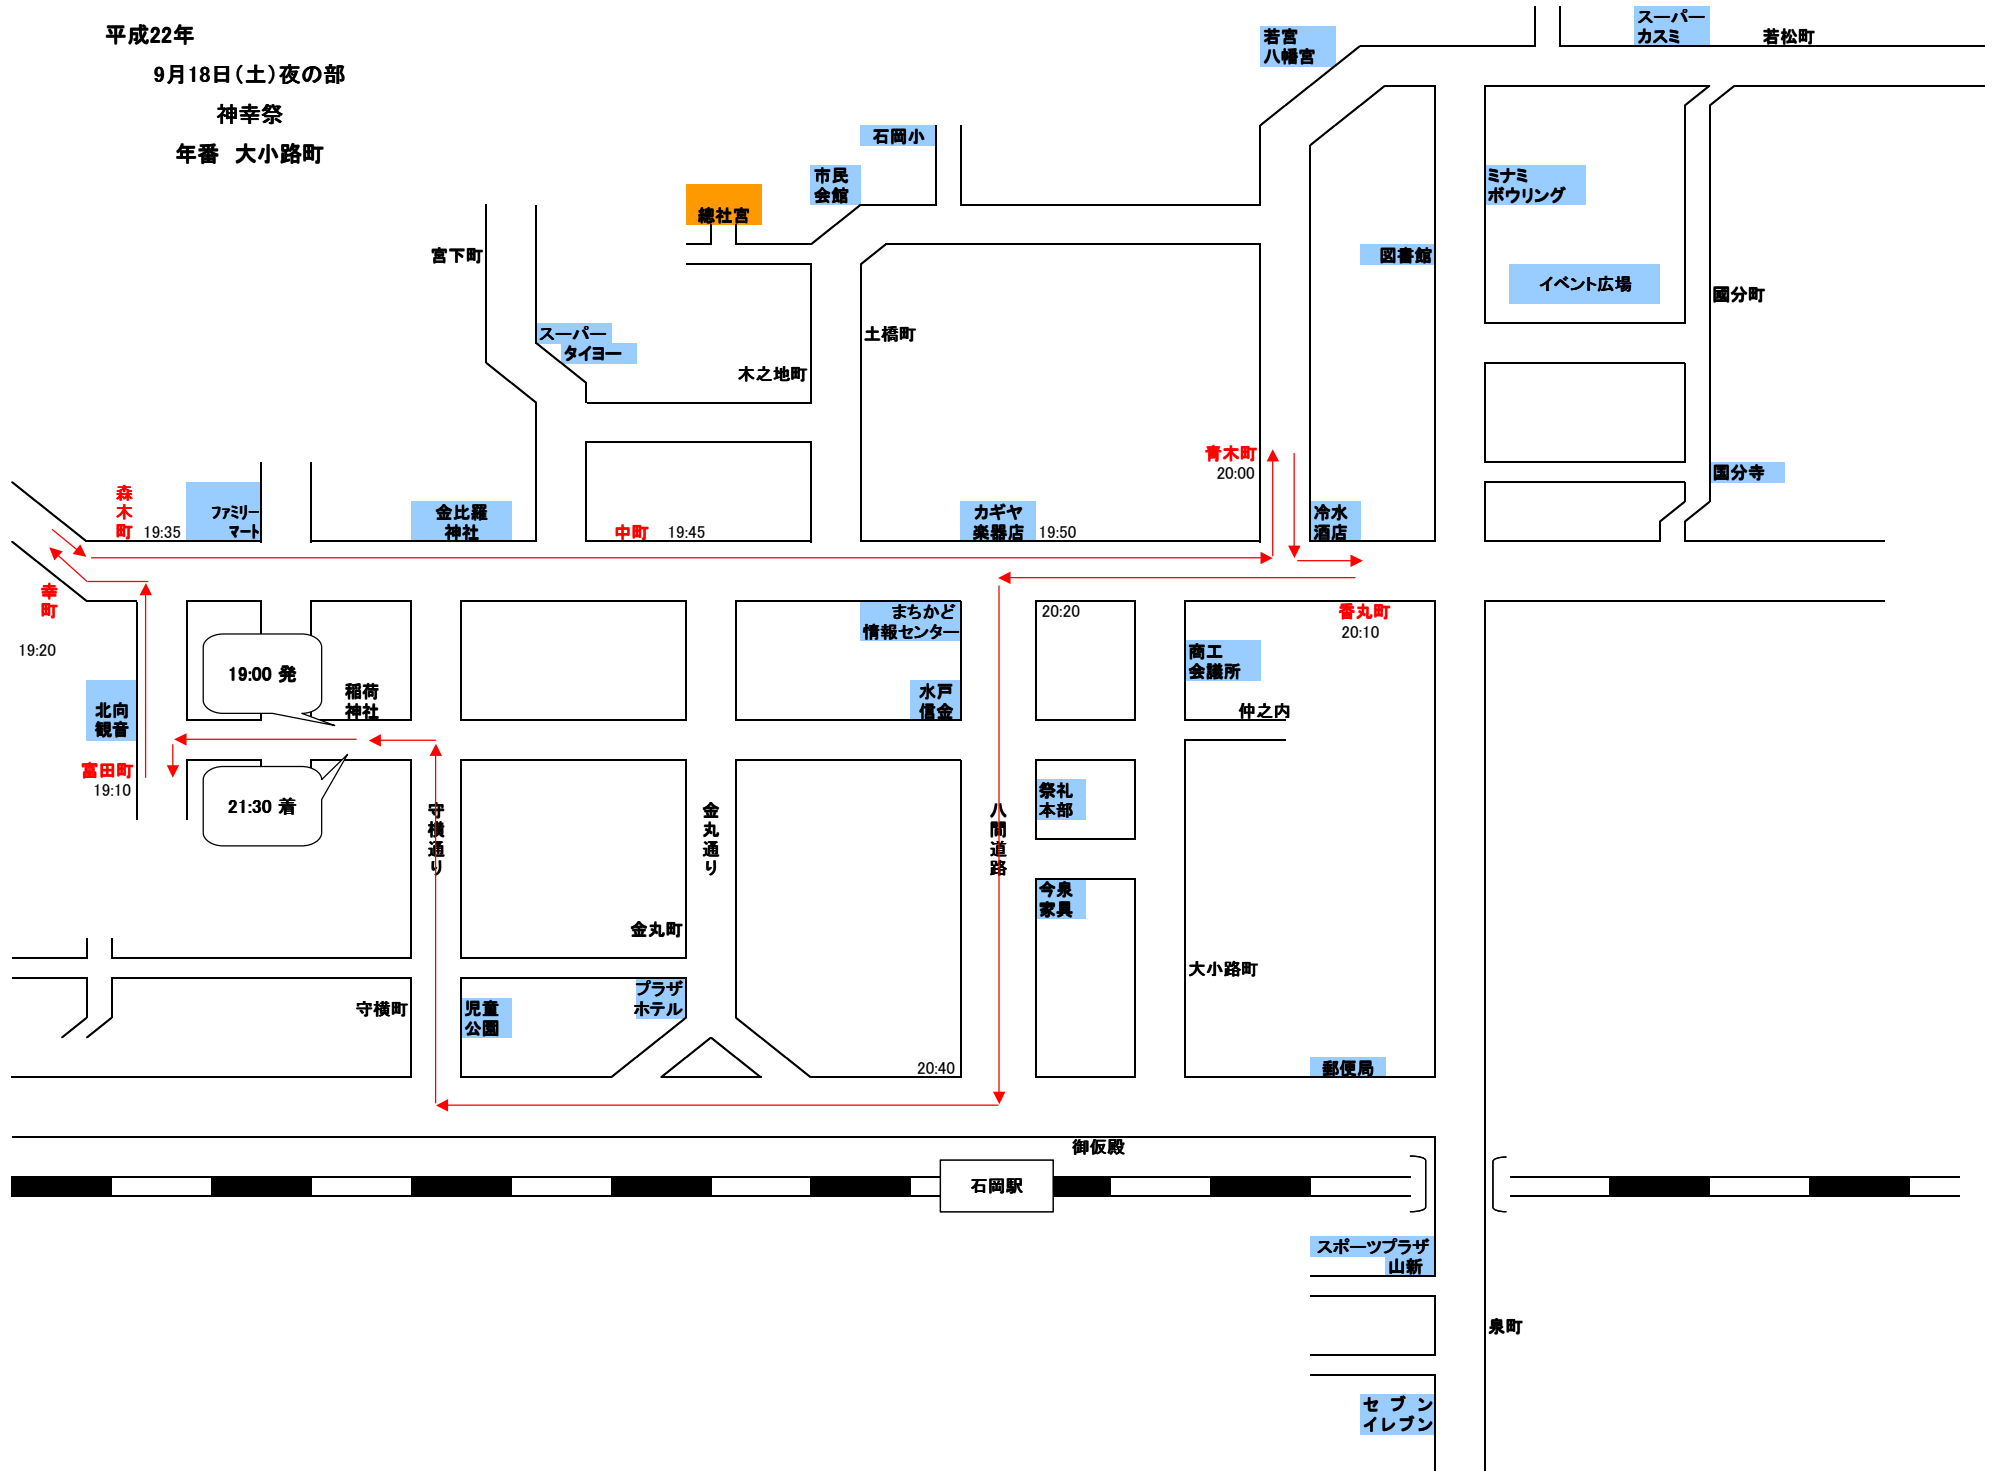 平成22年
9月18日(土)夜の部
神幸祭
年番 大小路町
スーパー
カスミ
若松町
若宮
八幡宮
石岡小
市民
会館
總社宮
ミナミ
ボウリング
宮下町
図書館
イベント広場
國分町
スーパー
タイヨー
土橋町
木之地町
青木町
20:00
国分寺
森木町
19:35
ファミリー
マート
金比羅
神社
中町
19:45
カギヤ
楽器店
19:50
冷水
酒店
幸町
19:20
まちかど
情報センター
20:20
香丸町
20:10
商工
会議所
19:00 発
稲荷
神社
北向
観音
水戸
信金
仲之内
富田町
19:10
21:30 着
守横通り
金丸通り
八間道路
祭礼
本部
今泉
家具
金丸町
大小路町
守横町
児童
公園
プラザ
ホテル
20:40
郵便局
御仮殿
石岡駅
スポーツプラザ
山新
泉町
セブン
イレブン